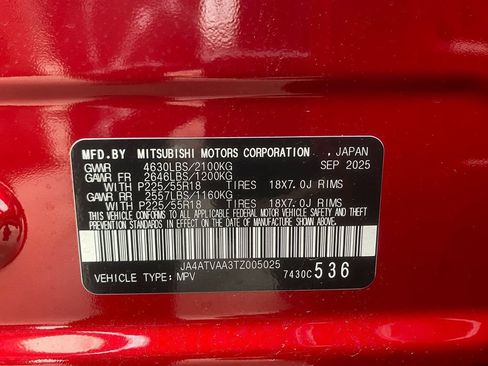 MFD.BY MITSUBISHI MOTORS CORPORATION , JAPAN
GVWR 4630LBS/2100KG SEP 2025
GAWR FR 2646LBS/1200KG
WITH P225/55R18 TIRES 18X7.0J RIMS
GAWR RR 2557LBS/1160KG
WITH P225/55R18 TIRES 18X7.0J RIMS
THIS VEHICLE CONFORMS TO ALL APPLICABLE FEDERAL MOTOR VEHICLE SAFETY, BUMPER, AND THEFT
PREVENTION STANDARDS IN EFFECT ON THE DATE OF MANUFACTURE SHOWN ABOVE.
JA4ATVAA3TZ005025
VEHICLE TYPE: MPV 7430C 536